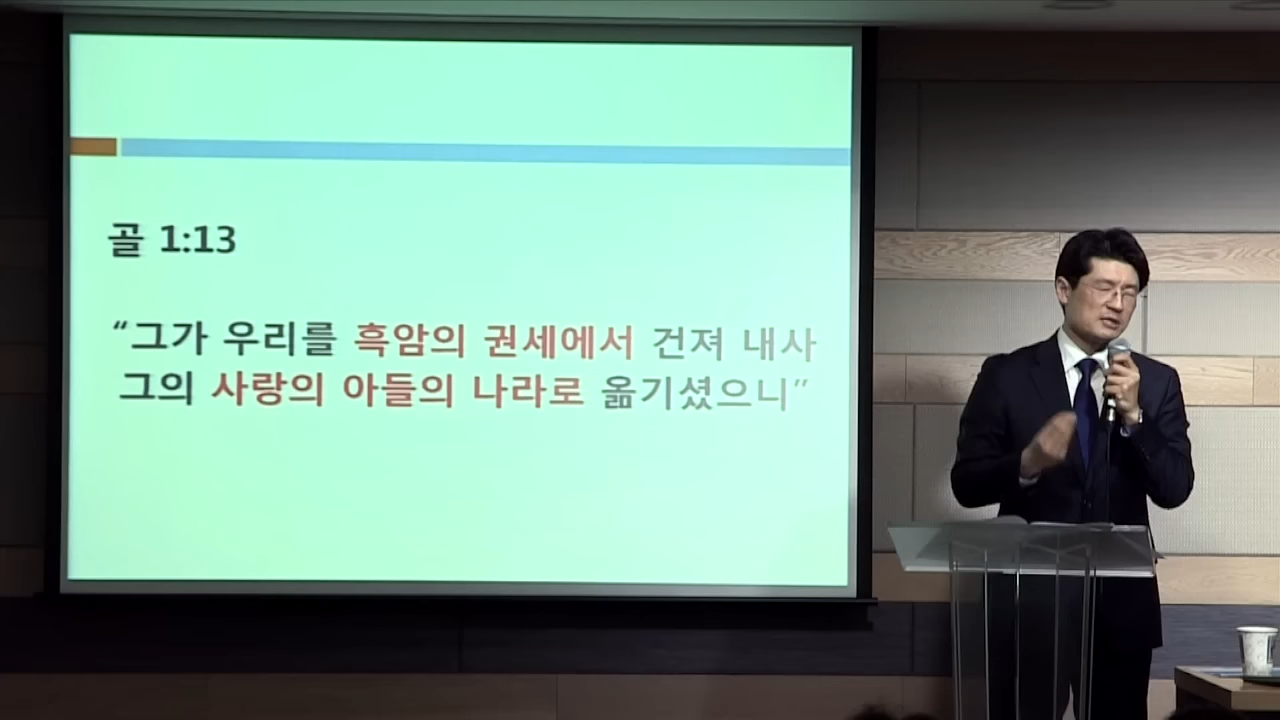 골 1:13
“그가 우리를 흑암의 권세에서 건져 내사
그의 사랑의 아들의 나라로 옮기셨으니”